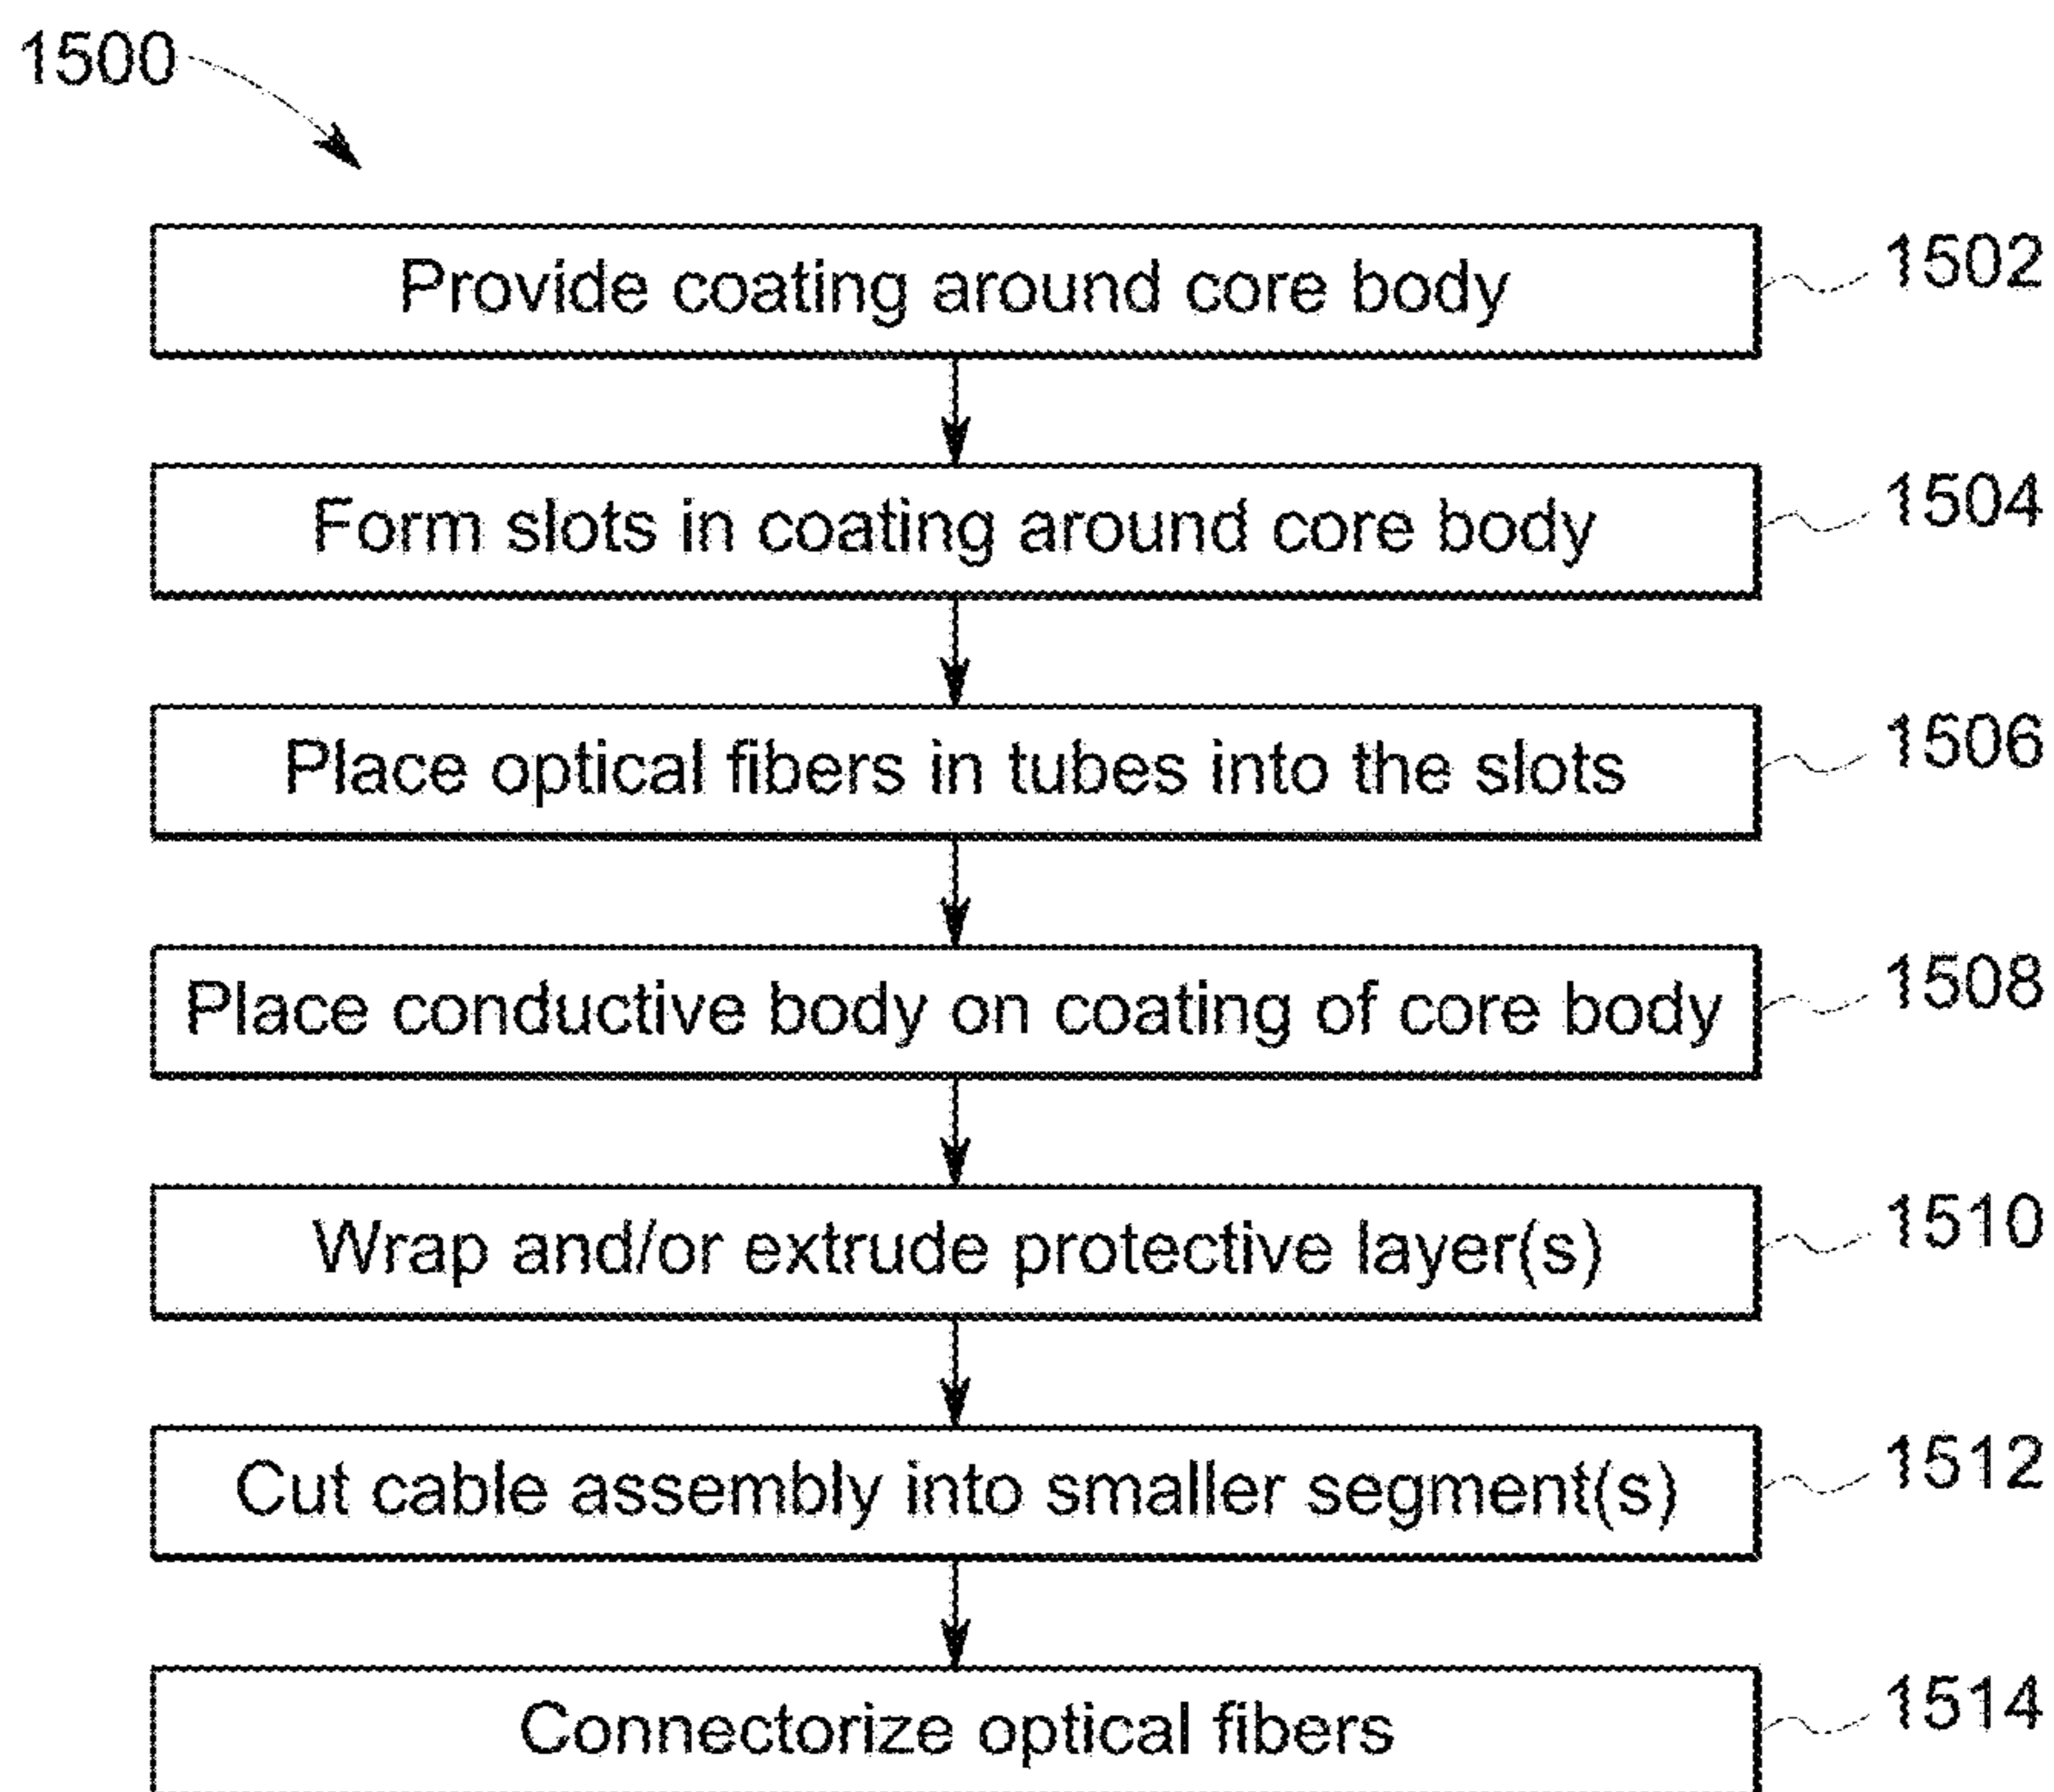 1500
Provide coating around core body
1502
Form slots in coating around core body
1504
Place optical fibers in tubes into the slots
1506
Place conductive body on coating of core body
1508
Wrap and/or extrude protective layer(s)
1510
Cut cable assembly into smaller segment(s)
1512
Connectorize optical fibers
1514